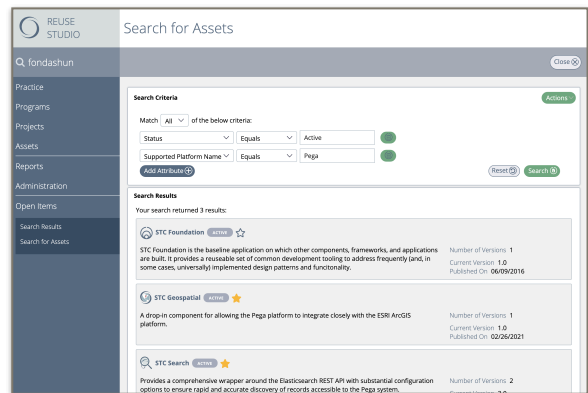 REUSE
STUDIO
Search for Assets
fondashun
Close
Practice
Programs
Projects
Assets
Reports
Administration
Open Items
Search Results
Search for Assets
Search Criteria
Actions
Match All of the below criteria:
Status Equals Active
Supported Platform Name Equals Pega
Add Attribute
Reset Search
Search Results
Your search returned 3 results:
STC Foundation ACTIVE
STC Foundation is the baseline application on which other components, frameworks, and applications
are built. It provides a reuseable set of common development tooling to address frequently (and, in
some cases, universally) implemented design patterns and funcitonality.
Number of Versions 1
Current Version 1.0
Published On 06/09/2016
STC Geospatial ACTIVE
A drop-in component for allowing the Pega platform to integrate closely with the ESRI ArcGIS
platform.
Number of Versions 1
Current Version 1.0
Published On 02/26/2021
STC Search ACTIVE
Provides a comprehensive wrapper around the Elasticsearch REST API with substantial configuration
options to ensure rapid and accurate discovery of records accessible to the Pega system.
Number of Versions 2
Current Version